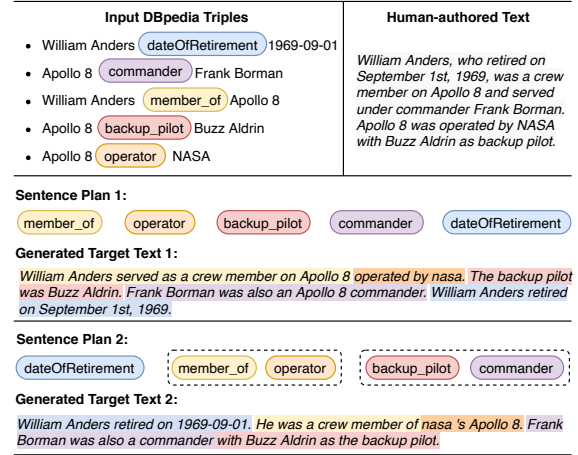 Input DBpedia Triples
• William Anders dateOfRetirement 1969-09-01
• Apollo 8 commander Frank Borman
• William Anders member_of Apollo 8
• Apollo 8 backup_pilot Buzz Aldrin
• Apollo 8 operator NASA
Human-authored Text
William Anders, who retired on
September 1st, 1969, was a crew
member on Apollo 8 and served
under commander Frank Borman.
Apollo 8 was operated by NASA
with Buzz Aldrin as backup pilot.
Sentence Plan 1:
member_of operator backup_pilot commander dateOfRetirement
Generated Target Text 1:
William Anders served as a crew member on Apollo 8 operated by nasa. The backup pilot
was Buzz Aldrin. Frank Borman was also an Apollo 8 commander. William Anders retired
on September 1st, 1969.
Sentence Plan 2:
dateOfRetirement member_of operator backup_pilot commander
Generated Target Text 2:
William Anders retired on 1969-09-01. He was a crew member of nasa 's Apollo 8. Frank
Borman was also a commander with Buzz Aldrin as the backup pilot.